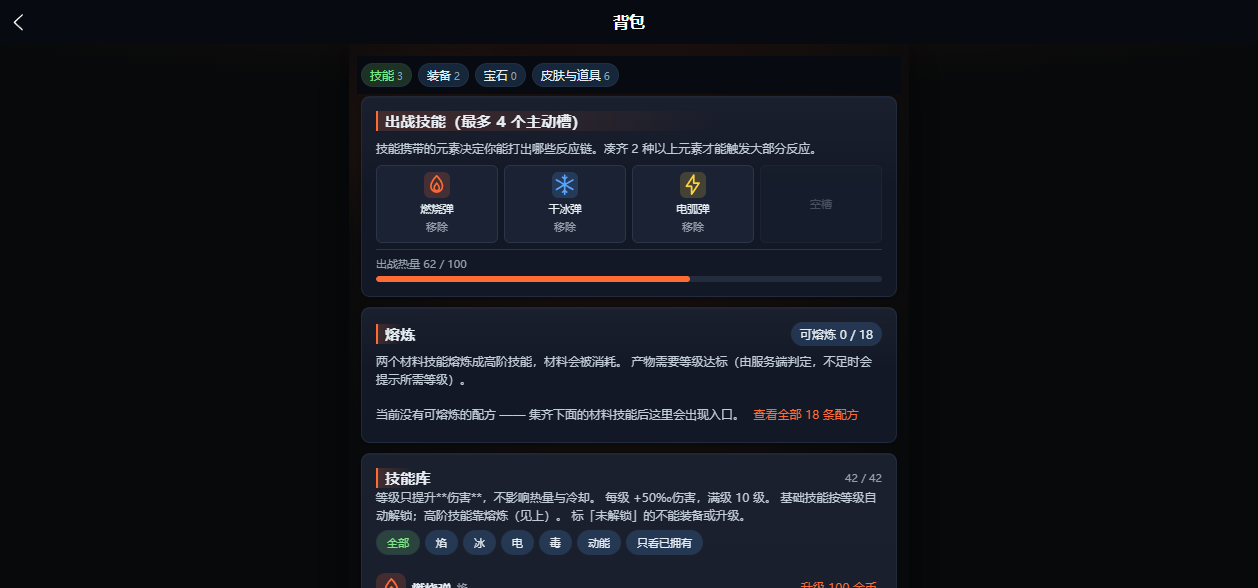 背包
技能 3 装备 2 宝石 0 皮肤与道具 6
出战技能（最多 4 个主动槽）
技能携带的元素决定你能打出哪些反应链。凑齐 2 种以上元素才能触发大部分反应。
燃烧弹 干冰弹 电弧弹 空槽
移除 移除 移除
出战热量 62 / 100
熔炼 可熔炼 0 / 18
两个材料技能熔炼成高阶技能，材料会被消耗。 产物需要等级达标（由服务端判定，不足时会
提示所需等级）。
当前没有可熔炼的配方 —— 集齐下面的材料技能后这里会出现入口。 查看全部 18 条配方
技能库 42 / 42
等级只提升**伤害**，不影响热量与冷却。 每级 +50‰伤害，满级 10 级。 基础技能按等级自
动解锁；高阶技能靠熔炼（见上）。 标「未解锁」的不能装备或升级。
全部 焰 冰 电 毒 动能 只看已拥有
燃烧弹 焰 升级 100 金币